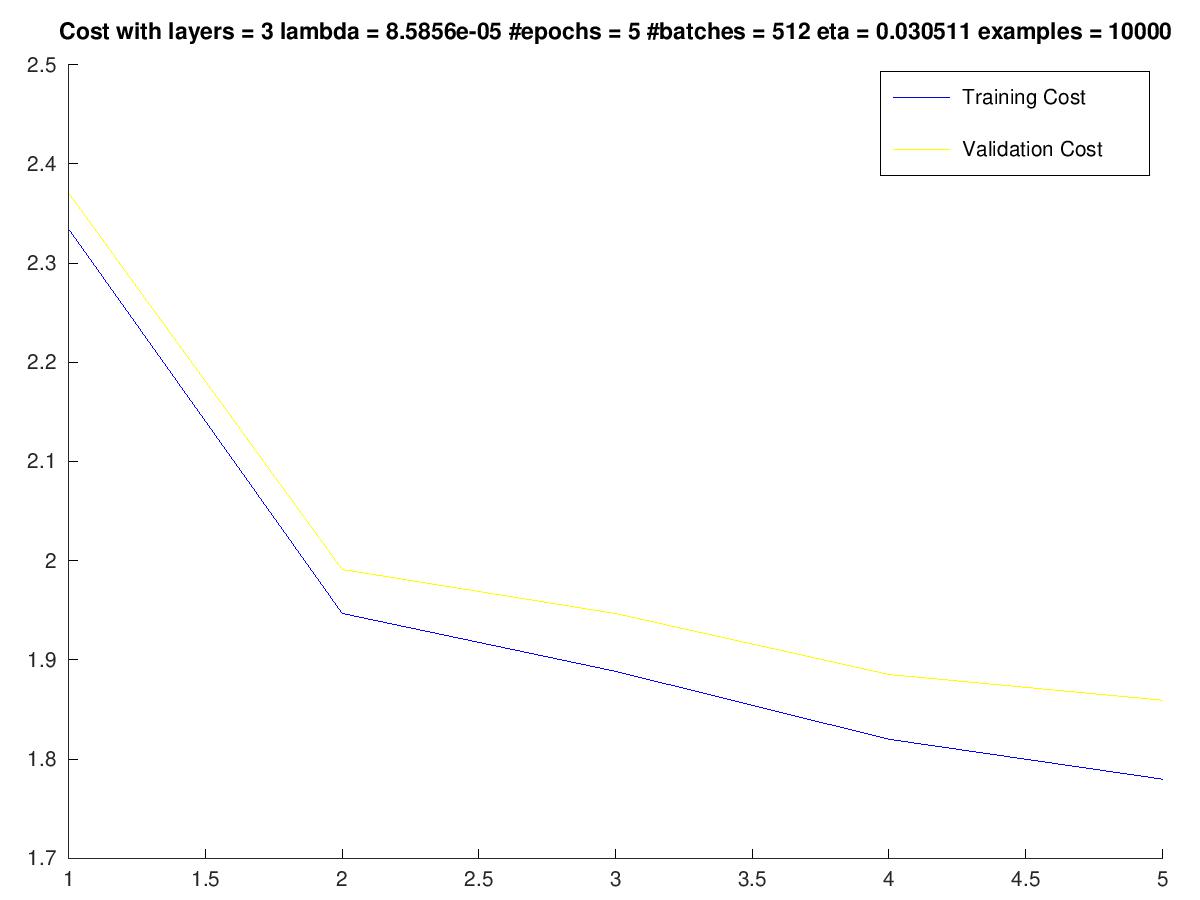 Cost with layers = 3 lambda = 8.5856e-05 #epochs = 5 #batches = 512 eta = 0.030511 examples = 10000
2.5
Training Cost
Validation Cost
2.4
2.3
2.2
2.1
2
1.9
1.8
1.7
1 1.5 2 2.5 3 3.5 4 4.5 5